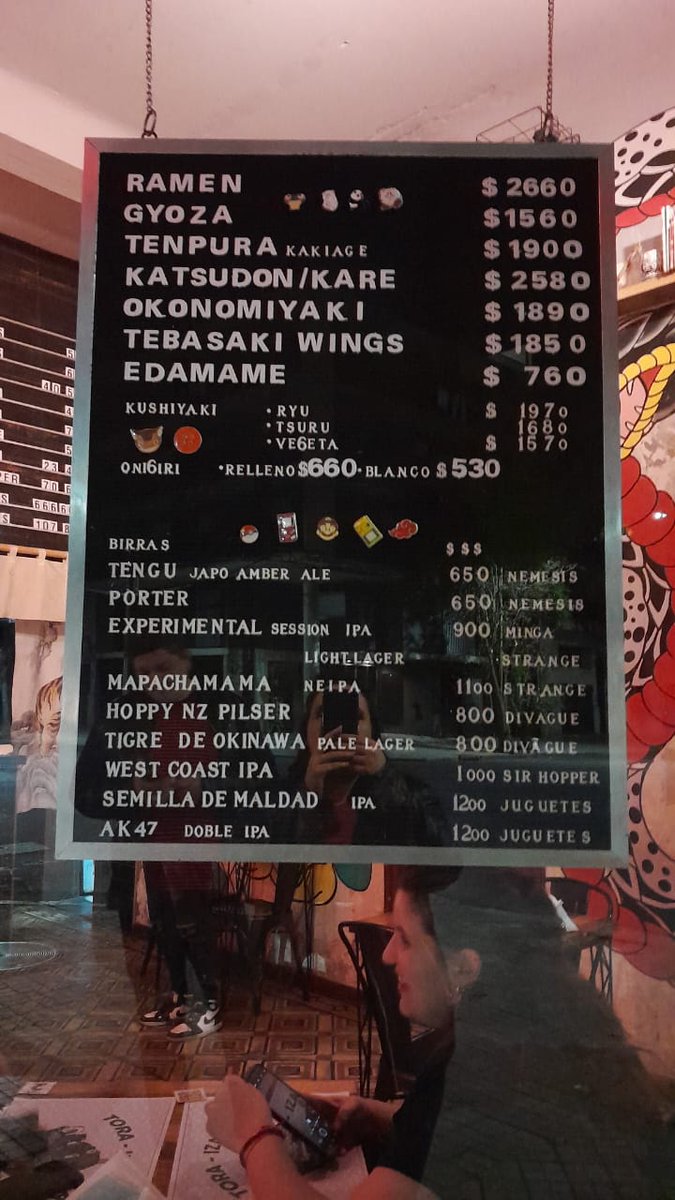 RAMEN $ 2660
GYOZA $1560
TENPURA KAKIAGE $1900
KATSUDON/KARE $ 2580
OKONOMIYAKI $ 1890
TEBASAKI WINGS $1850
EDAMAME $ 760
KUSHIYAKI • RYU $ 1970
• TSURU 1680
• VE6ETA $ 1570
ONI6IRI •RELLENO $660 • BLANCO $ 530
BIRRAS $ $ $
TENGU JAPO AMBER ALE 650 NEMESIS
PORTER 650 NEMESIS
EXPERIMENTAL SESSION IPA 900 MINGA
LIGHT LAGER STRANGE
MAPACHAMAMA NEIPA 1100 STRANGE
HOPPY NZ PILSER 800 DIVAGUE
TIGRE DE OKINAWA PALE LAGER 800 DIVAGUE
WEST COAST IPA 1000 SIR HOPPER
SEMILLA DE MALDAD IPA 1200 JUGUETES
AK47 DOBLE IPA 1200 JUGUETES
TORA
TORA